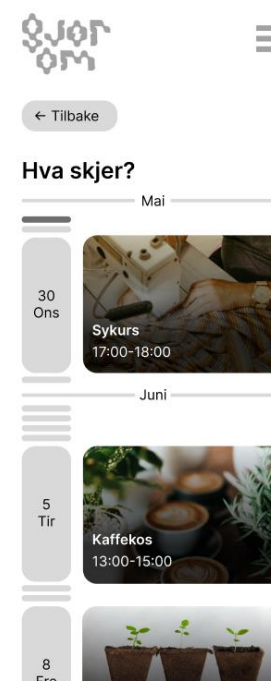 gjør
om
← Tilbake
Hva skjer?
Mai
30
Ons
Sykurs
17:00-18:00
Juni
5
Tir
Kaffekos
13:00-15:00
8
Fre